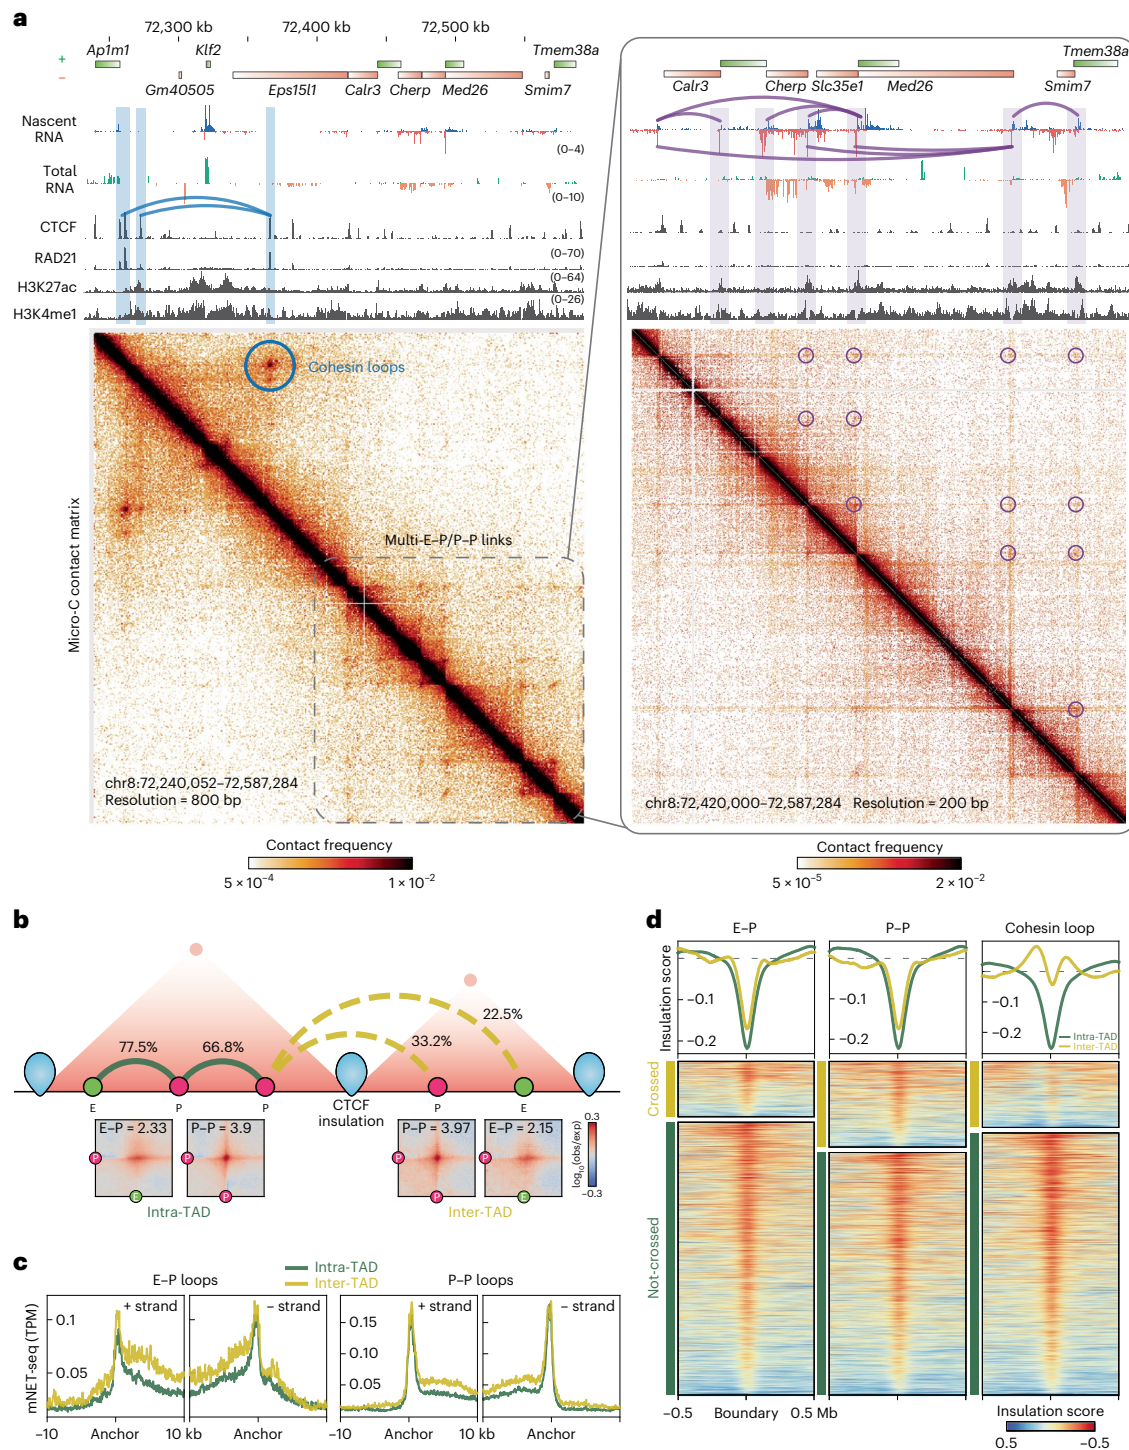 a
72,300 kb
72,400 kb
72,500 kb
Ap1m1
Klf2
Tmem38a
+
−
Gm40505
Eps15l1
Calr3
Cherp
Med26
Smim7
Nascent
RNA
(0–4)
Total
RNA
(0–10)
CTCF
RAD21
(0–70)
H3K27ac
(0–64)
(0–26)
H3K4me1
Cohesin loops
Multi-E–P/P–P links
Micro-C contact matrix
chr8:72,240,052–72,587,284
Resolution = 800 bp
Contact frequency
5 × 10⁻⁴
1 × 10⁻²
Tmem38a
Calr3
Cherp
Slc35e1
Med26
Smim7
chr8:72,420,000–72,587,284 Resolution = 200 bp
Contact frequency
5 × 10⁻⁵
2 × 10⁻²
b
77.5%
66.8%
33.2%
22.5%
E
P
P
CTCF
insulation
P
E
E–P = 2.33
P–P = 3.9
P–P = 3.97
E–P = 2.15
P
E
P
P
P
P
P
E
0.3
log₁₀(obs/exp)
−0.3
Intra-TAD
Inter-TAD
c
Intra-TAD
Inter-TAD
E–P loops
P–P loops
mNET-seq (TPM)
0.1
0.05
+ strand
− strand
0.15
0.10
0.05
+ strand
− strand
−10
Anchor
10 kb
Anchor
−10
Anchor
10 kb
Anchor
d
E–P
P–P
Cohesin loop
Insulation score
−0.1
−0.2
−0.1
−0.2
−0.1
−0.2
Intra-TAD
Inter-TAD
Crossed
Not-crossed
−0.5
Boundary
0.5 Mb
Insulation score
0.5
−0.5